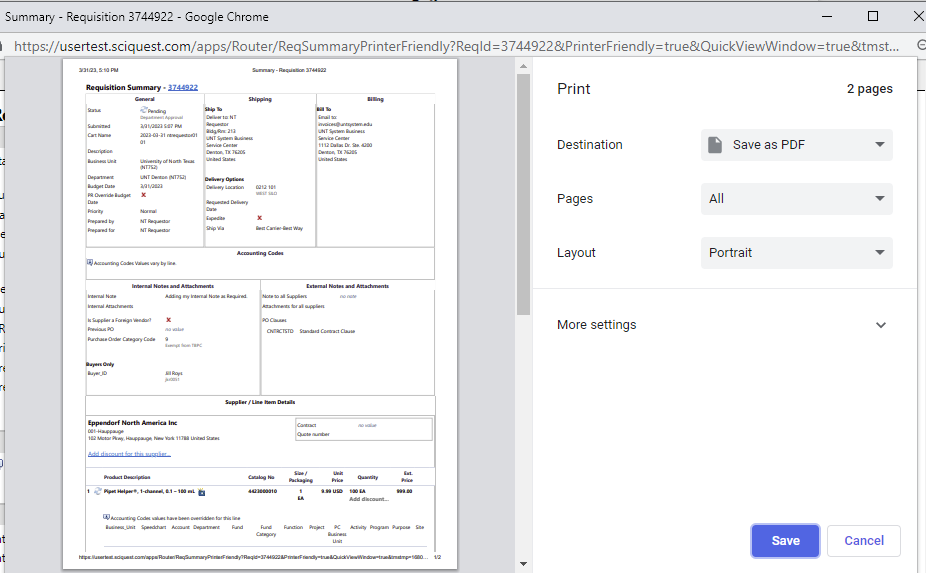 Summary - Requisition 3744922 - Google Chrome
https://usertest.sciquest.com/apps/Router/ReqSummaryPrinterFriendly?ReqId=3744922&PrinterFriendly=true&QuickViewWindow=true&tmst...
3/31/23, 5:10 PM Summary - Requisition 3744922
Requisition Summary - 3744922
General Shipping Billing
Status Pending
Department Approval
Submitted 3/31/2023 5:07 PM
Cart Name 2023-03-31 ntrequestor01
01
Description
Business Unit University of North Texas
(NT752)
Department UNT Denton (NT752)
Budget Date 3/31/2023
PR Override Budget
Date
Priority Normal
Prepared by NT Requestor
Prepared for NT Requestor
Ship To
Deliver to: NT
Requestor
Bldg/Rm: 213
UNT System Business
Service Center
Denton, TX 76205
United States
Delivery Options
Delivery Location 0212 101
WEST SILO
Requested Delivery
Date
Expedite X
Ship Via Best Carrier-Best Way
Bill To
Email to:
invoices@untsystem.edu
UNT System Business
Service Center
1112 Dallas Dr. Ste. 4200
Denton, TX 76205
United States
Accounting Codes
Accounting Codes Values vary by line.
Internal Notes and Attachments External Notes and Attachments
Internal Note Adding my Internal Note as Required
Internal Attachments
Is Supplier a Foreign Vendor? X
Previous PO no value
Purchase Order Category Code 9
Exempt from TBPC
Buyers Only
Buyer_ID Jill Roys
Note to all Suppliers no note
Attachments for all suppliers
PO Clauses
CNTRCTSTD Standard Contract Clause
Supplier / Line Item Details
Eppendorf North America Inc
001-Hauppauge
102 Motor Pkwy, Hauppauge, New York 11788 United States
Contract no value
Quote number
Add discount for this supplier...
Product Description Catalog No Size / Packaging Unit Price Quantity Ext. Price
1 Pipet Helper®, 1-channel, 0.1 – 100 mL 4423000010 1 EA 9.99 USD 100 EA 999.00
Add discount...
Accounting Codes values have been overridden for this line
Business_Unit Speedchart Account Department Fund Fund Category Function Project PC Business Unit Activity Program Purpose Site
https://usertest.sciquest.com/apps/Router/ReqSummaryPrinterFriendly?ReqId=3744922&PrinterFriendly=true&QuickViewWindow=true&tmstmp=1680... 1/2
Print 2 pages
Destination Save as PDF
Pages All
Layout Portrait
More settings
Save Cancel